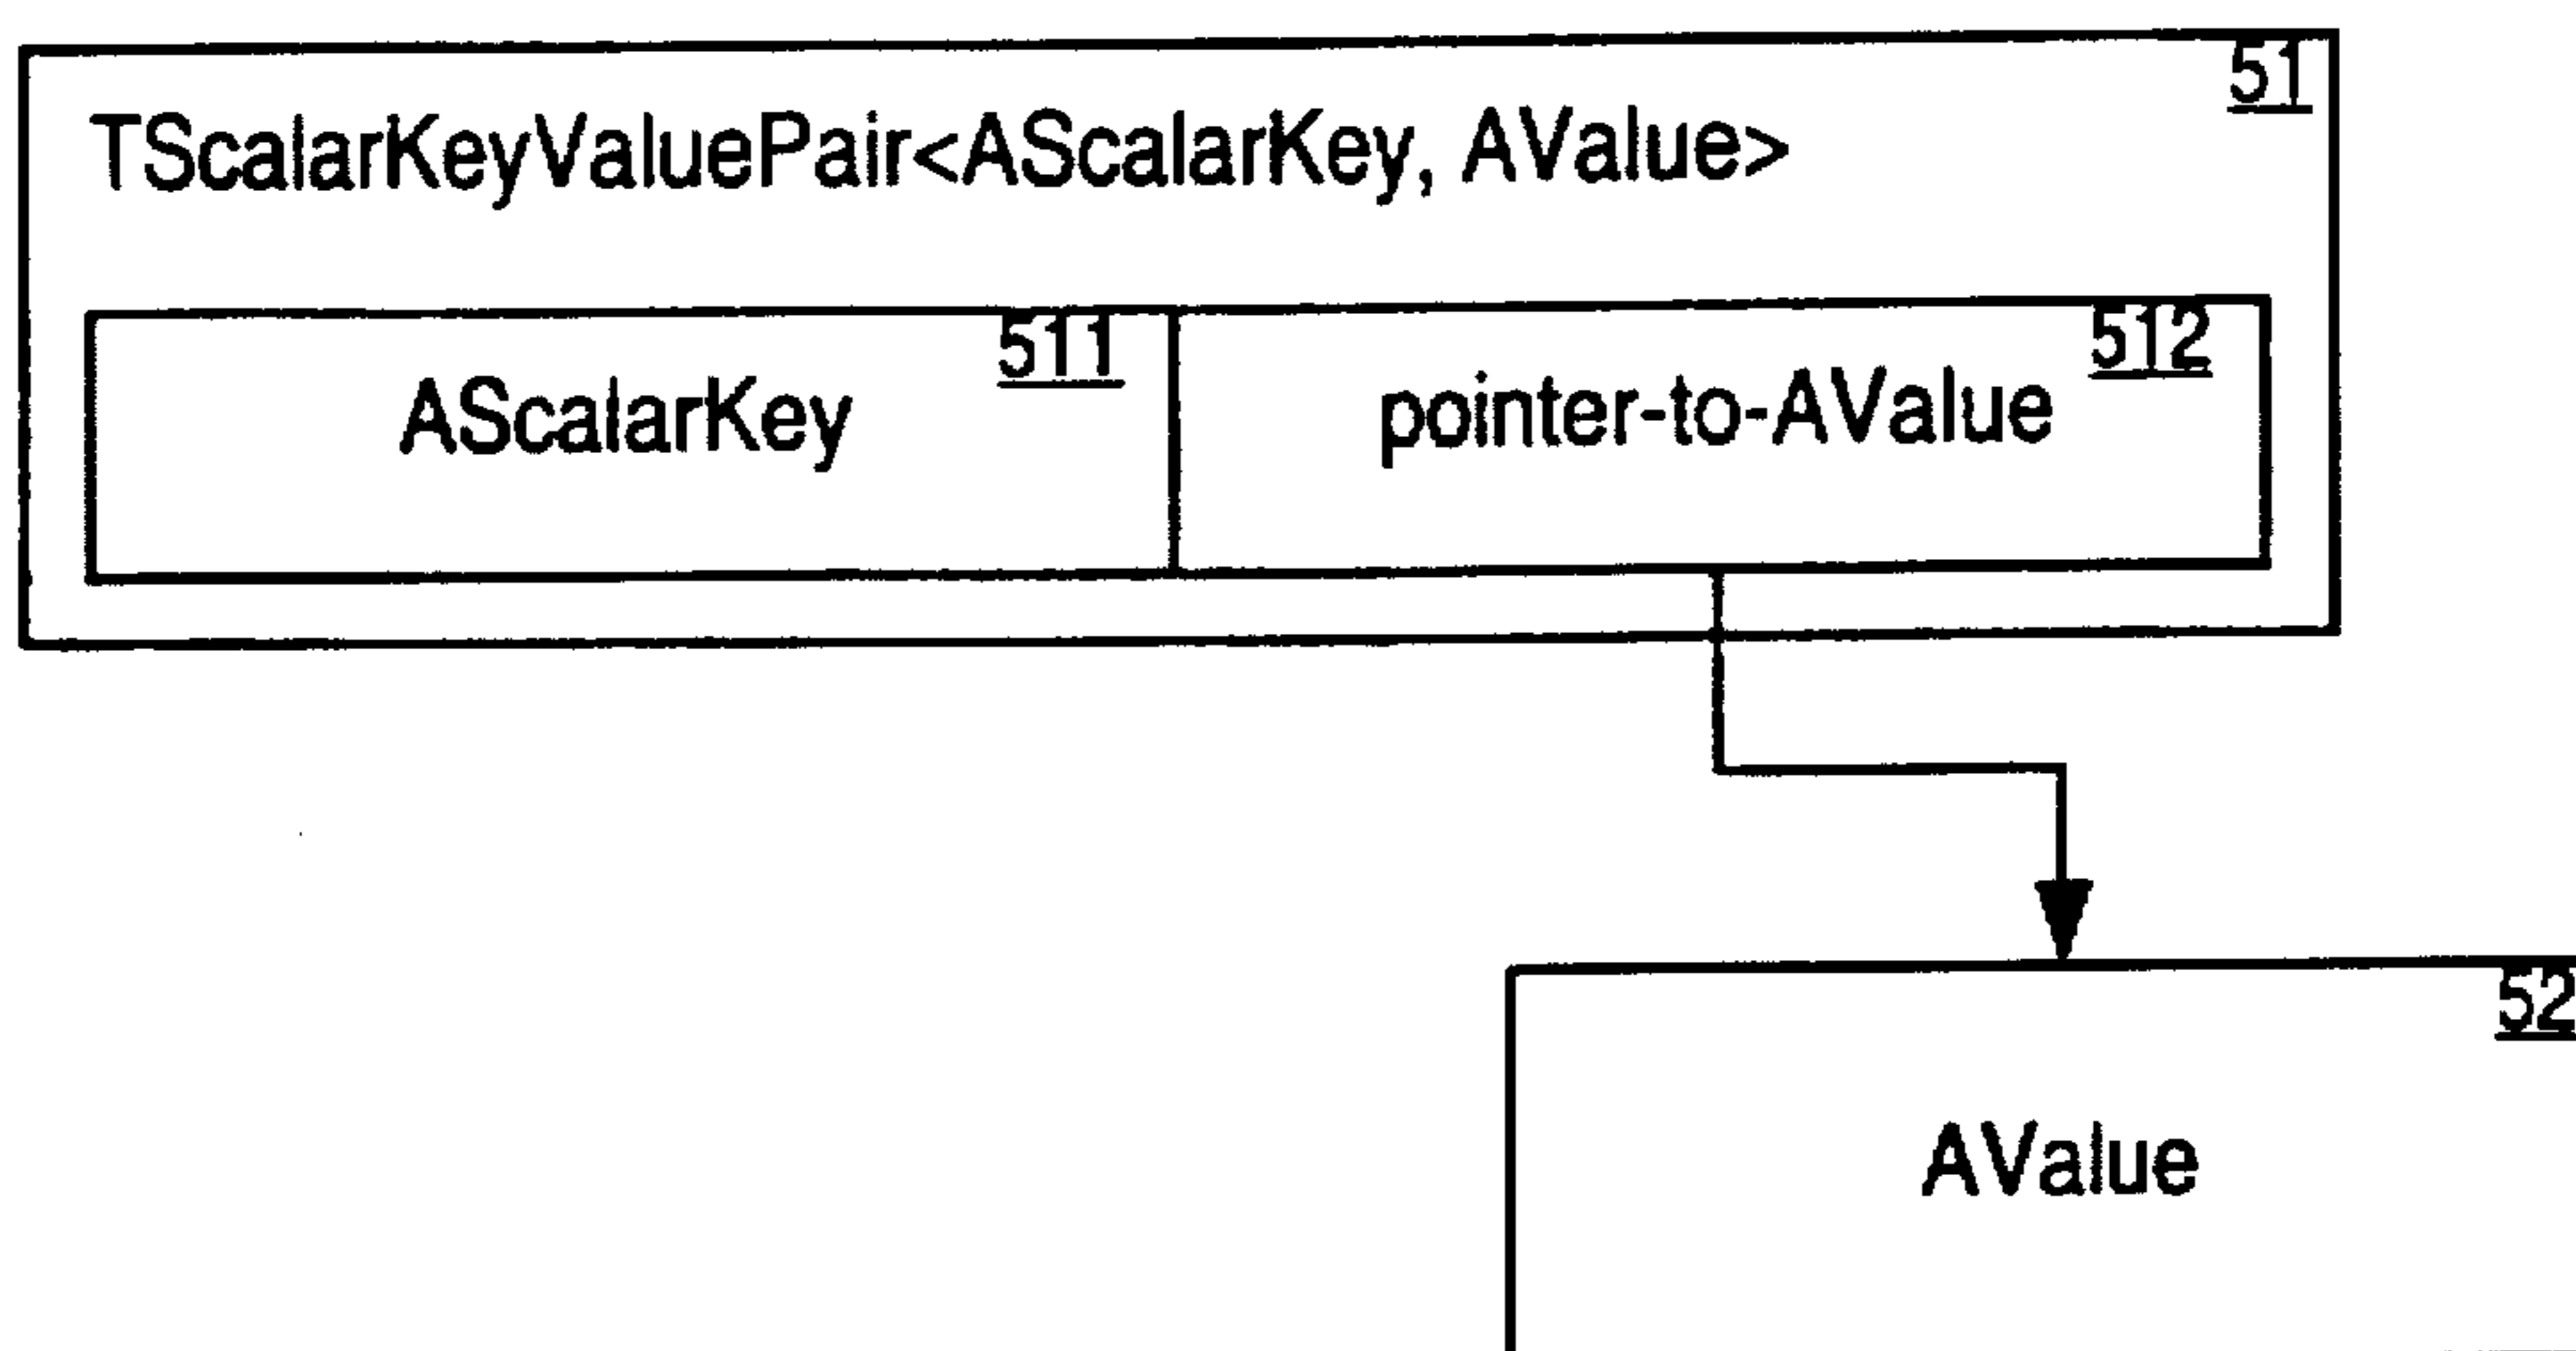 51
TScalarKeyValuePair<AScalarKey, AValue>
511
512
AScalarKey
pointer-to-AValue
52
AValue